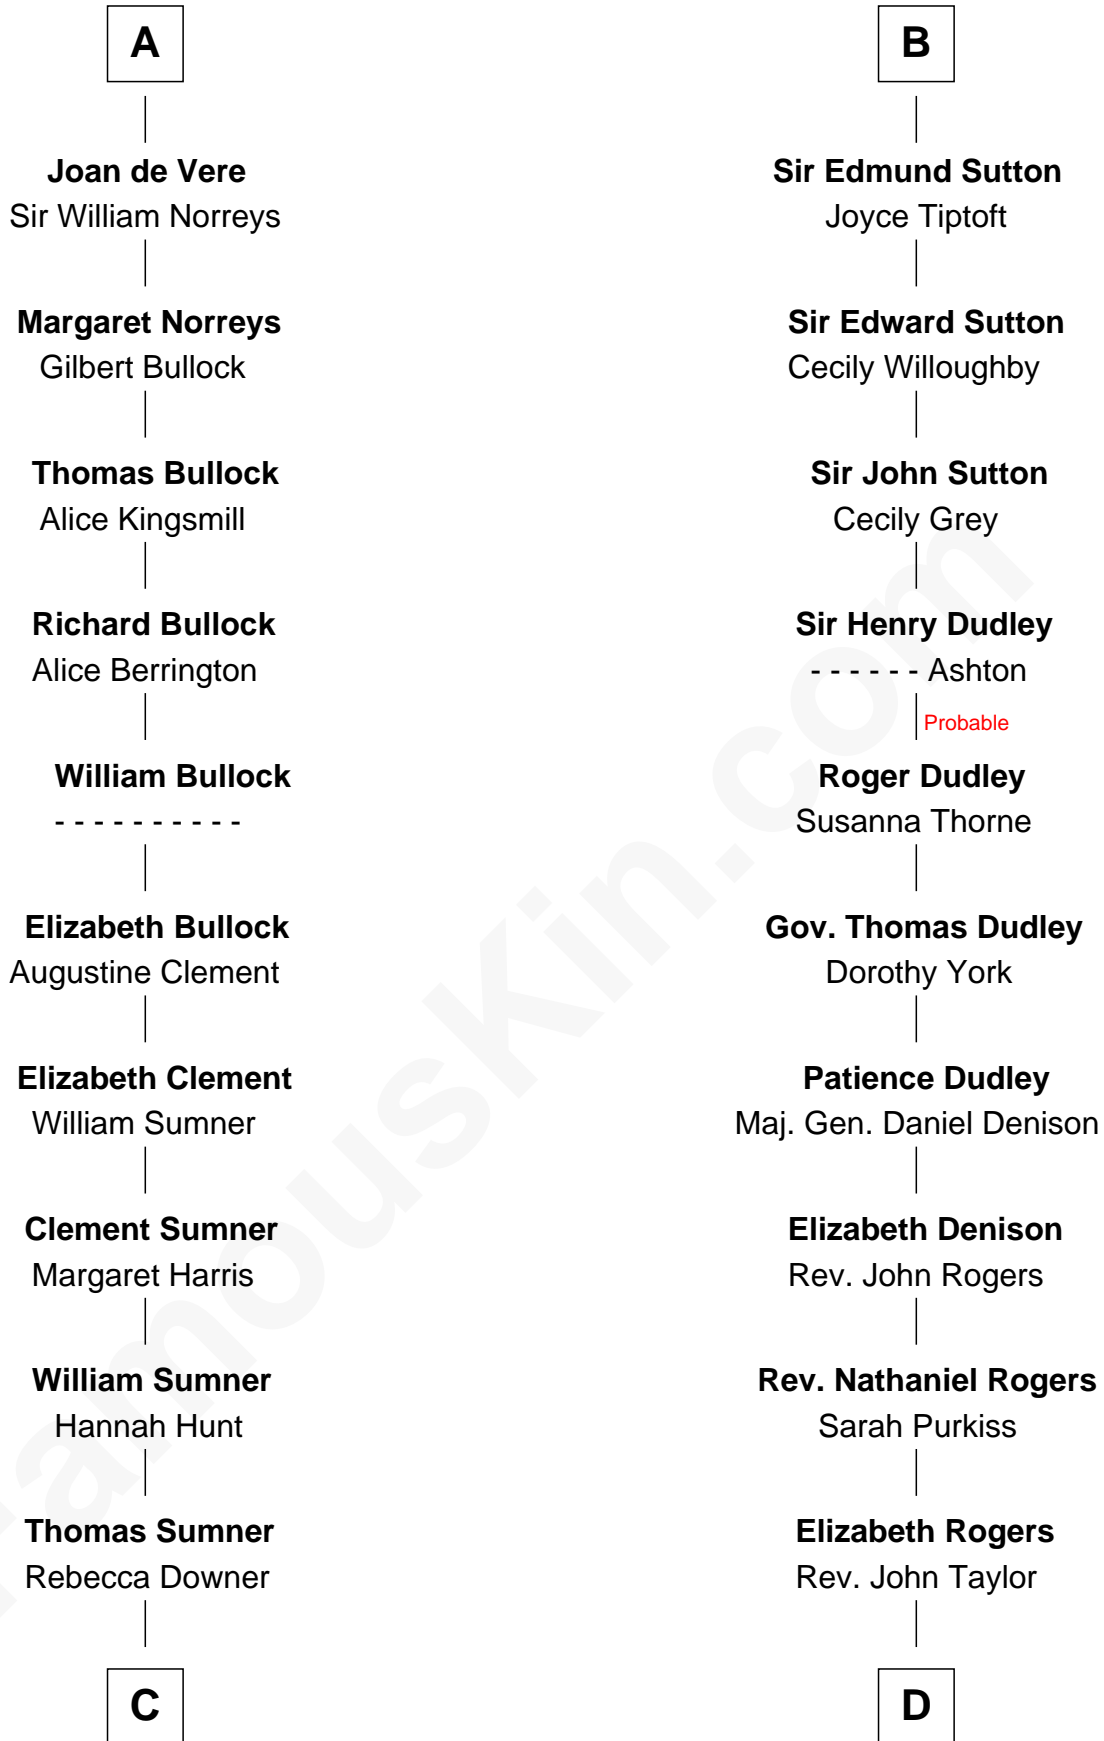 A
Joan de Vere
Sir William Norreys
Margaret Norreys
Gilbert Bullock
Thomas Bullock
Alice Kingsmill
Richard Bullock
Alice Berrington
William Bullock
- - - - - - - - - -
Elizabeth Bullock
Augustine Clement
Elizabeth Clement
William Sumner
Clement Sumner
Margaret Harris
William Sumner
Hannah Hunt
Thomas Sumner
Rebecca Downer
C
B
Sir Edmund Sutton
Joyce Tiptoft
Sir Edward Sutton
Cecily Willoughby
Sir John Sutton
Cecily Grey
Sir Henry Dudley
- - - - - - Ashton
Probable
Roger Dudley
Susanna Thorne
Gov. Thomas Dudley
Dorothy York
Patience Dudley
Maj. Gen. Daniel Denison
Elizabeth Denison
Rev. John Rogers
Rev. Nathaniel Rogers
Sarah Purkiss
Elizabeth Rogers
Rev. John Taylor
D
FamousKin.com